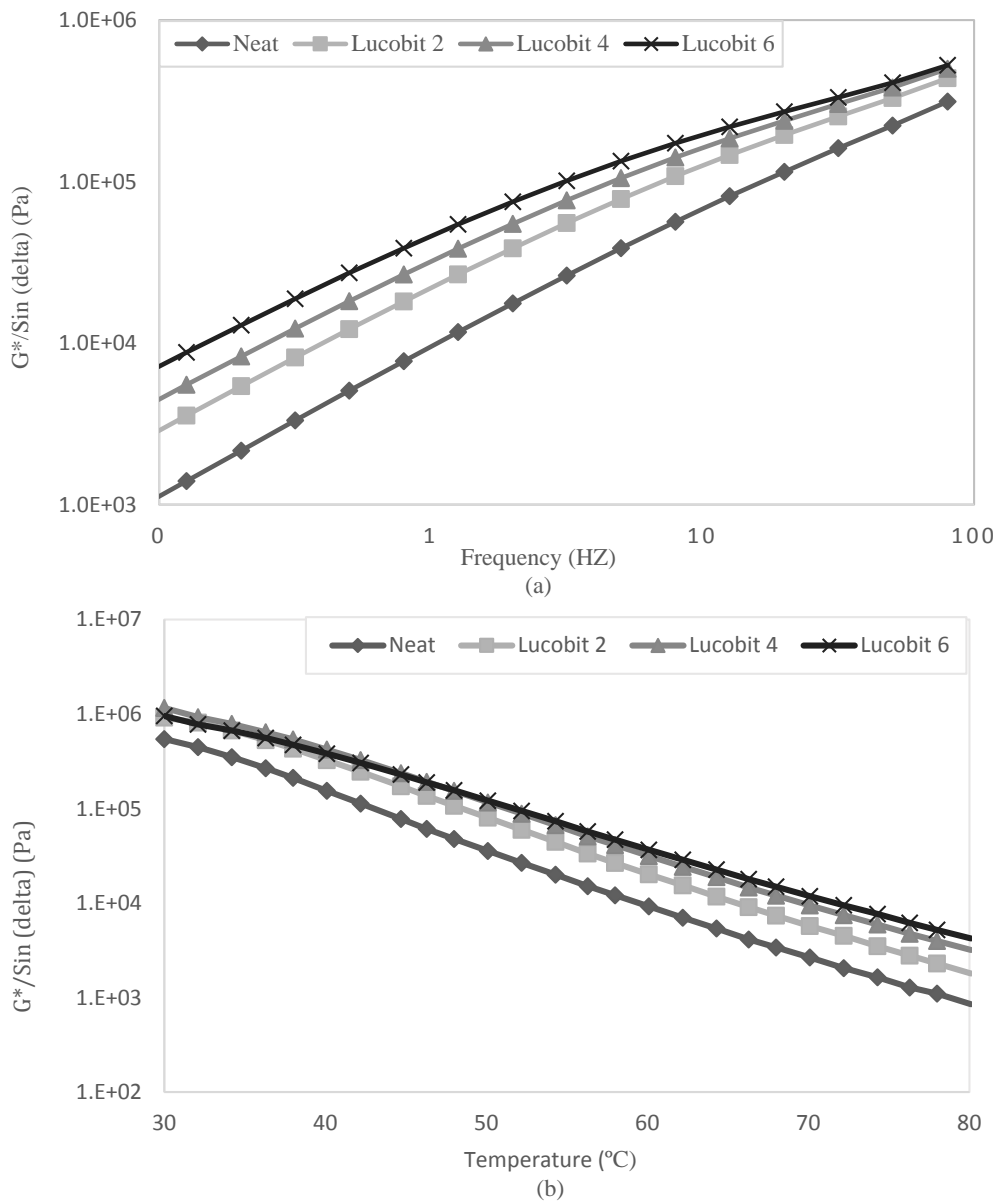 1.0E+06
Neat Lucobit 2 Lucobit 4 Lucobit 6
1.0E+05
1.0E+04
1.0E+03
G*/Sin (delta) (Pa)
0 1 10 100
Frequency (HZ)
(a)
1.E+07
Neat Lucobit 2 Lucobit 4 Lucobit 6
1.E+06
1.E+05
1.E+04
1.E+03
1.E+02
G*/Sin (delta) (Pa)
30 40 50 60 70 80
Temperature (ºC)
(b)